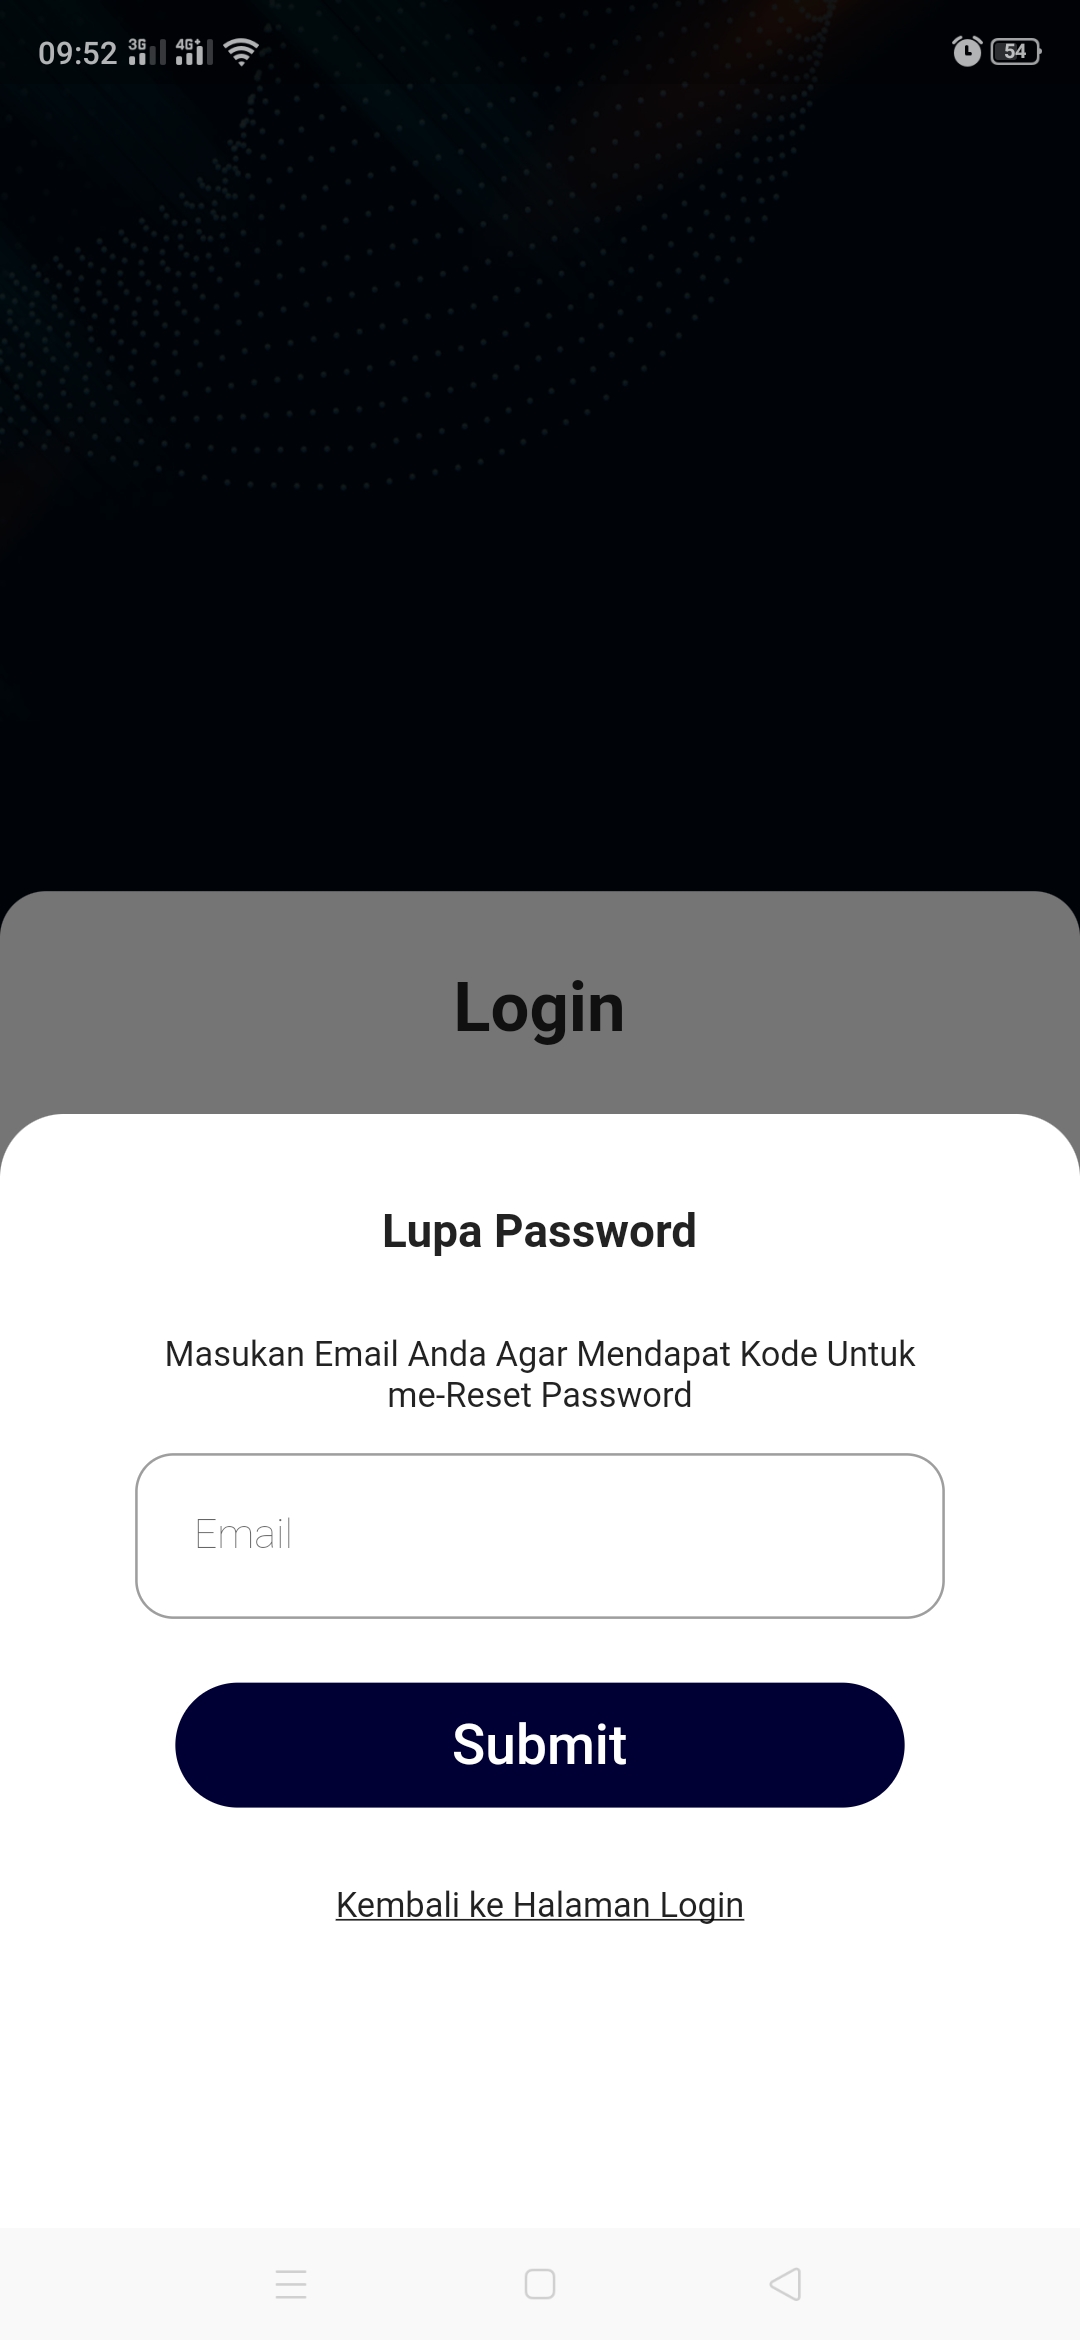 09:52 3G 4G+ 54
Login
Lupa Password
Masukan Email Anda Agar Mendapat Kode Untuk
me-Reset Password
Email
Submit
Kembali ke Halaman Login